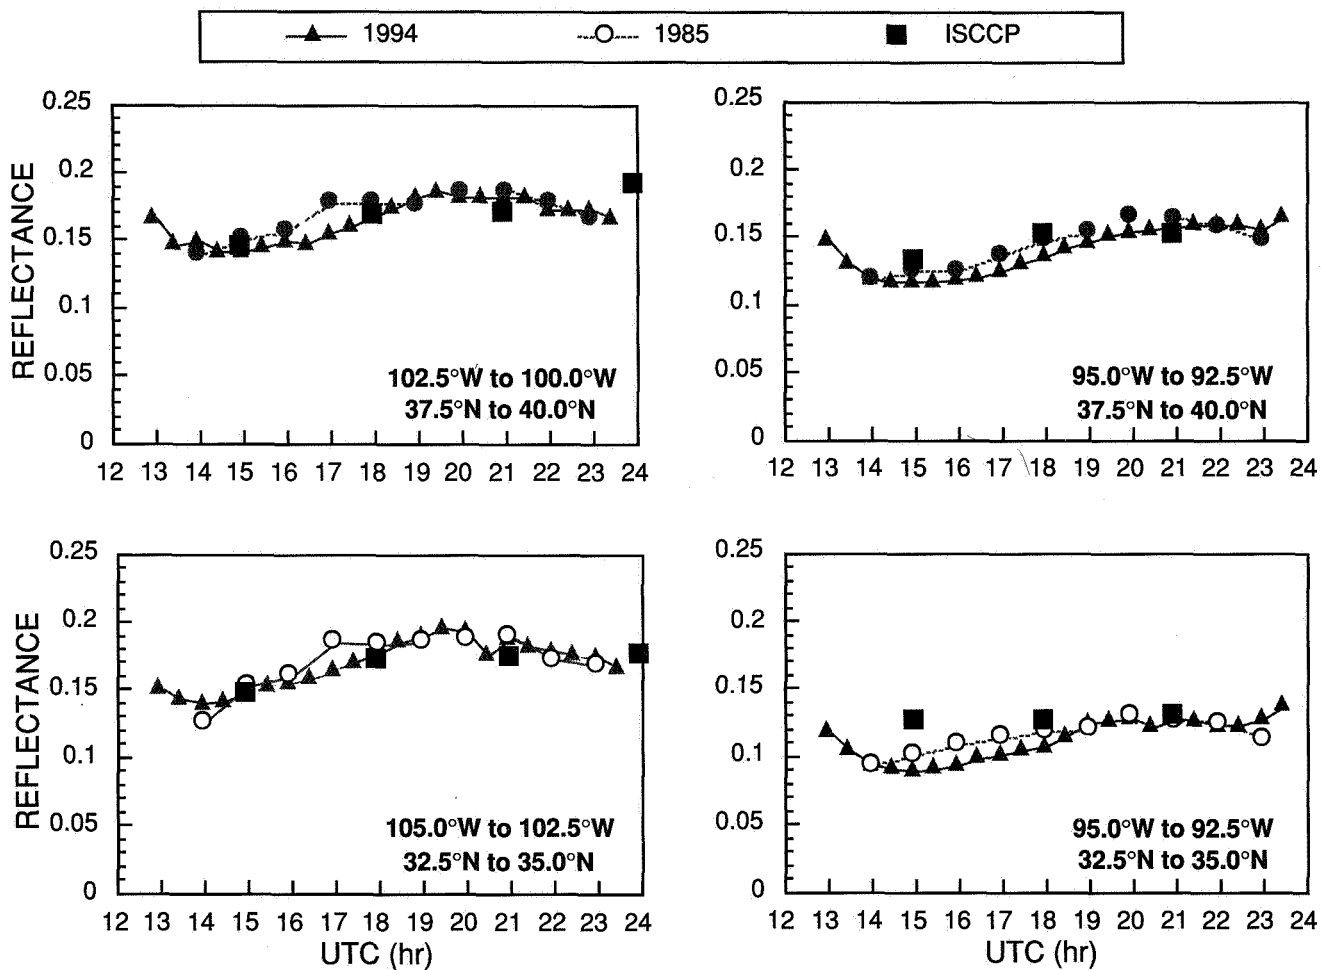 1994 1985 ISCCP
REFLECTANCE
0.25
0.2
0.15
0.1
0.05
0
12 13 14 15 16 17 18 19 20 21 22 23 24
102.5°W to 100.0°W
37.5°N to 40.0°N
0.25
0.2
0.15
0.1
0.05
0
12 13 14 15 16 17 18 19 20 21 22 23 24
95.0°W to 92.5°W
37.5°N to 40.0°N
REFLECTANCE
0.25
0.2
0.15
0.1
0.05
0
12 13 14 15 16 17 18 19 20 21 22 23 24
105.0°W to 102.5°W
32.5°N to 35.0°N
UTC (hr)
0.25
0.2
0.15
0.1
0.05
0
12 13 14 15 16 17 18 19 20 21 22 23 24
95.0°W to 92.5°W
32.5°N to 35.0°N
UTC (hr)